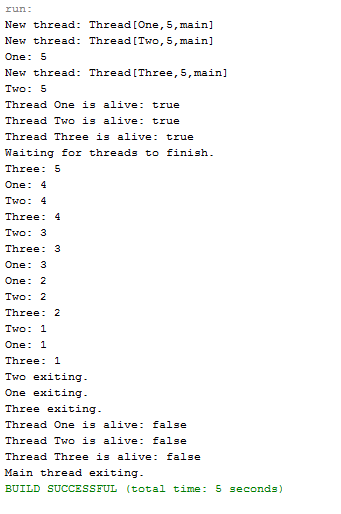 run:
New thread: Thread[One,5,main]
New thread: Thread[Two,5,main]
One: 5
New thread: Thread[Three,5,main]
Two: 5
Thread One is alive: true
Thread Two is alive: true
Thread Three is alive: true
Waiting for threads to finish.
Three: 5
One: 4
Two: 4
Three: 4
Two: 3
Three: 3
One: 3
One: 2
Two: 2
Three: 2
Two: 1
One: 1
Three: 1
Two exiting.
One exiting.
Three exiting.
Thread One is alive: false
Thread Two is alive: false
Thread Three is alive: false
Main thread exiting.
BUILD SUCCESSFUL (total time: 5 seconds)